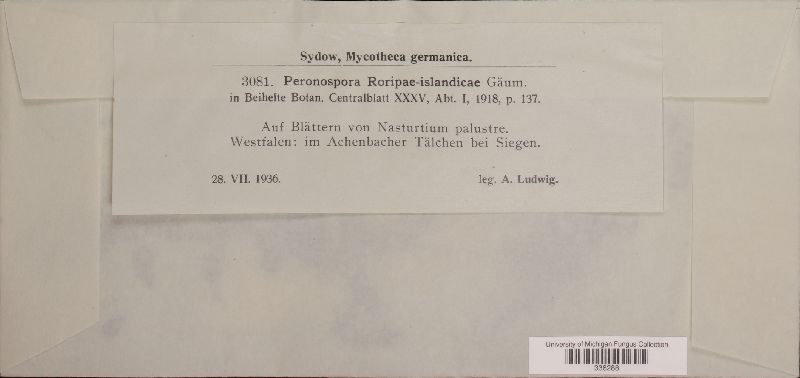 Sydow, Mycotheca germanica.
3081. Peronospora Roripae-islandicae Gäum.
in Beihefte Botan. Centralblatt XXXV, Abt. I, 1918, p. 137.
Auf Blättern von Nasturtium palustre.
Westfalen: im Achenbacher Tälchen bei Siegen.
28. VII. 1936. leg. A. Ludwig.
University of Michigan Fungus Collection
338288